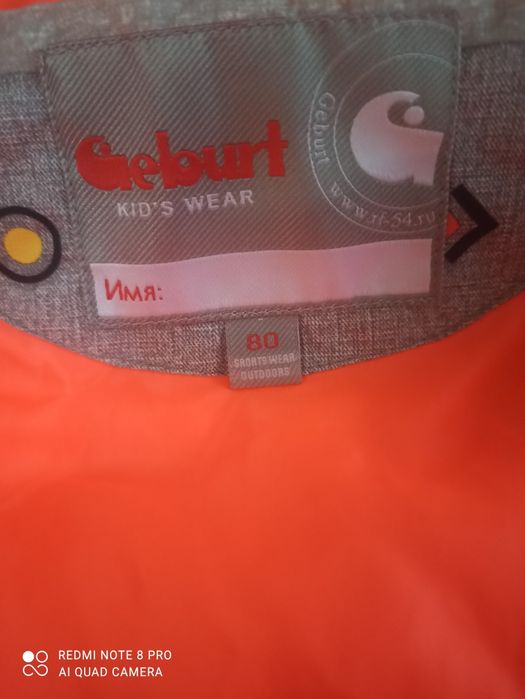 Geburt
KID'S WEAR
Geburt
www.rf-54.ru
Имя:
80
SPORTS WEAR
OUTDOORS
REDMI NOTE 8 PRO
AI QUAD CAMERA